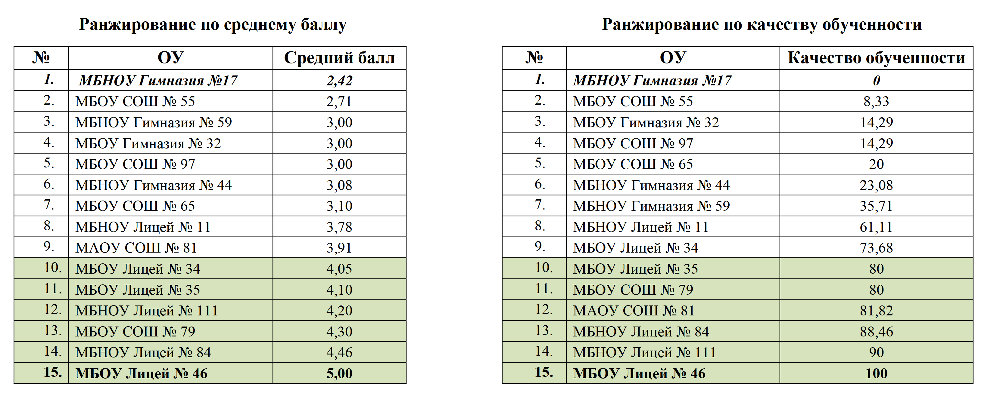 Ранжирование по среднему баллу
№ ОУ Средний балл
1. МБНОУ Гимназия №17 2,42
2. МБОУ СОШ № 55 2,71
3. МБНОУ Гимназия № 59 3,00
4. МБОУ Гимназия № 32 3,00
5. МБОУ СОШ № 97 3,00
6. МБНОУ Гимназия № 44 3,08
7. МБОУ СОШ № 65 3,10
8. МБНОУ Лицей № 11 3,78
9. МАОУ СОШ № 81 3,91
10. МБОУ Лицей № 34 4,05
11. МБОУ Лицей № 35 4,10
12. МБНОУ Лицей № 111 4,20
13. МБОУ СОШ № 79 4,30
14. МБНОУ Лицей № 84 4,46
15. МБОУ Лицей № 46 5,00
Ранжирование по качеству обученности
№ ОУ Качество обученности
1. МБНОУ Гимназия №17 0
2. МБОУ СОШ № 55 8,33
3. МБОУ Гимназия № 32 14,29
4. МБОУ СОШ № 97 14,29
5. МБОУ СОШ № 65 20
6. МБНОУ Гимназия № 44 23,08
7. МБНОУ Гимназия № 59 35,71
8. МБНОУ Лицей № 11 61,11
9. МБОУ Лицей № 34 73,68
10. МБОУ Лицей № 35 80
11. МБОУ СОШ № 79 80
12. МАОУ СОШ № 81 81,82
13. МБНОУ Лицей № 84 88,46
14. МБНОУ Лицей № 111 90
15. МБОУ Лицей № 46 100